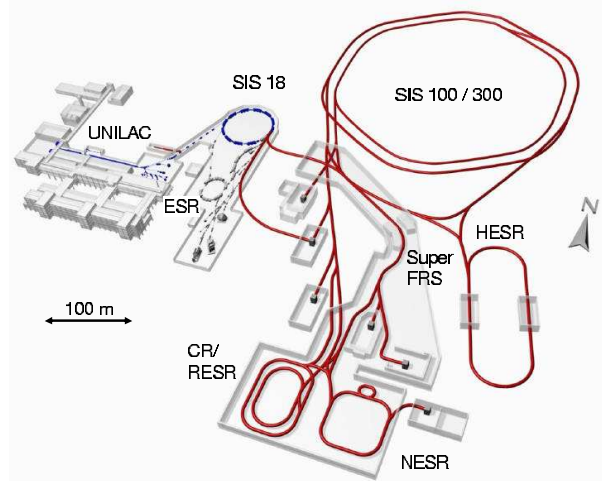 SIS 18
SIS 100 / 300
UNILAC
ESR
N
HESR
Super
FRS
100 m
CR/
RESR
NESR